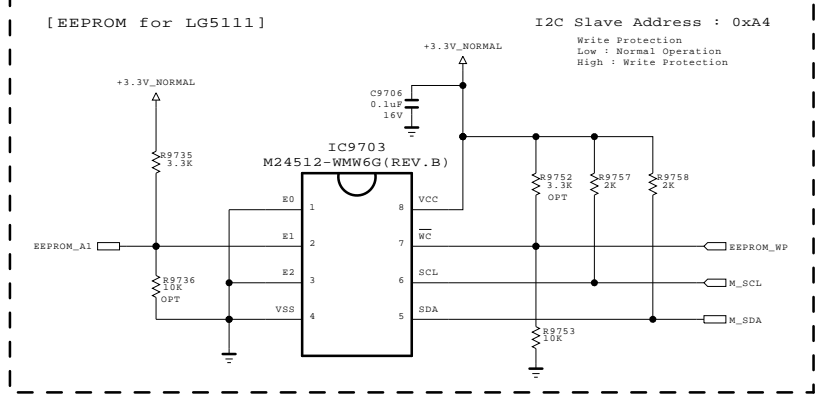 [EEPROM for LG5111]
I2C Slave Address : 0xA4
Write Protection
Low : Normal Operation
High : Write Protection
+3.3V_NORMAL
+3.3V_NORMAL
C9706
0.1uF
16V
IC9703
M24512-WMW6G(REV.B)
R9735
3.3K
R9752
3.3K
OPT
R9757
2K
R9758
2K
E0
1
8
VCC
EEPROM_A1
E1
2
7
WC
EEPROM_WP
R9736
10K
OPT
E2
3
6
SCL
M_SCL
VSS
4
5
SDA
M_SDA
R9753
10K